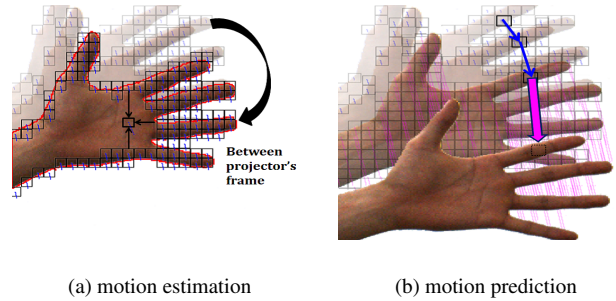 Between
projector's
frame
(a) motion estimation
(b) motion prediction